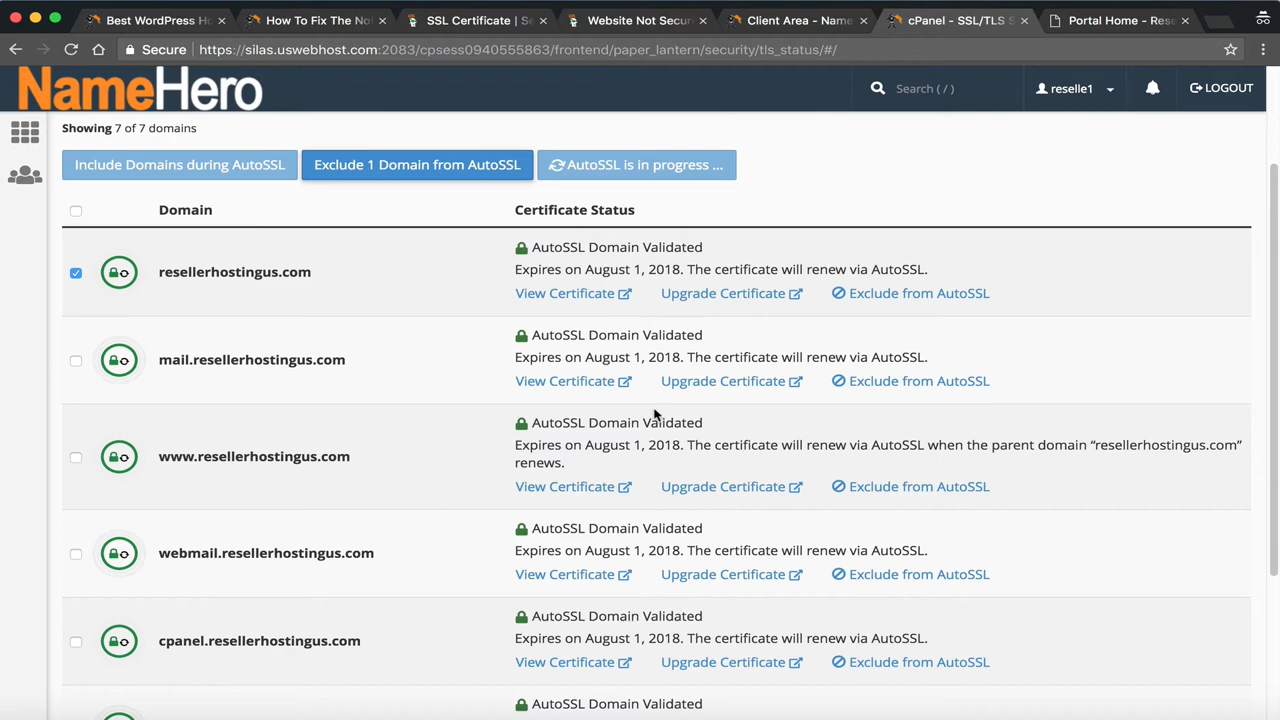 Best WordPress H
How To Fix The No
SSL Certificate | Se
Website Not Secur
Client Area - Name
cPanel - SSL/TLS S
Portal Home - Rese
Secure https://silas.uswebhost.com:2083/cpsess0940555863/frontend/paper_lantern/security/tls_status/#/
NameHero
Search ( / )
reselle1
LOGOUT
Showing 7 of 7 domains
Include Domains during AutoSSL
Exclude 1 Domain from AutoSSL
AutoSSL is in progress ...
Domain
Certificate Status
resellerhostingus.com
AutoSSL Domain Validated
Expires on August 1, 2018. The certificate will renew via AutoSSL.
View Certificate Upgrade Certificate Exclude from AutoSSL
mail.resellerhostingus.com
AutoSSL Domain Validated
Expires on August 1, 2018. The certificate will renew via AutoSSL.
View Certificate Upgrade Certificate Exclude from AutoSSL
www.resellerhostingus.com
AutoSSL Domain Validated
Expires on August 1, 2018. The certificate will renew via AutoSSL when the parent domain “resellerhostingus.com”
renews.
View Certificate Upgrade Certificate Exclude from AutoSSL
webmail.resellerhostingus.com
AutoSSL Domain Validated
Expires on August 1, 2018. The certificate will renew via AutoSSL.
View Certificate Upgrade Certificate Exclude from AutoSSL
cpanel.resellerhostingus.com
AutoSSL Domain Validated
Expires on August 1, 2018. The certificate will renew via AutoSSL.
View Certificate Upgrade Certificate Exclude from AutoSSL
AutoSSL Domain Validated